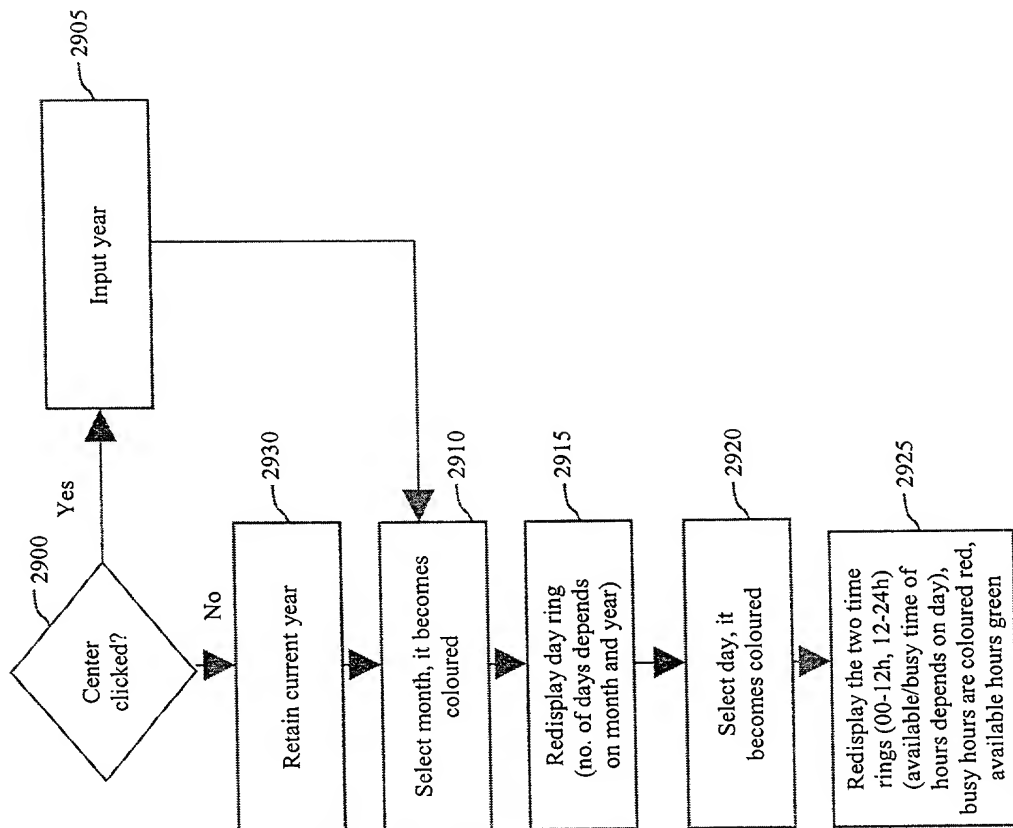 2900
Center
clicked?
Yes
2905
Input year
No
2930
Retain current year
2910
Select month, it becomes
coloured
2915
Redisplay day ring
(no. of days depends
on month and year)
2920
Select day, it
becomes coloured
2925
Redisplay the two time
rings (00-12h, 12-24h)
(available/busy time of
hours depends on day),
busy hours are coloured red,
available hours green